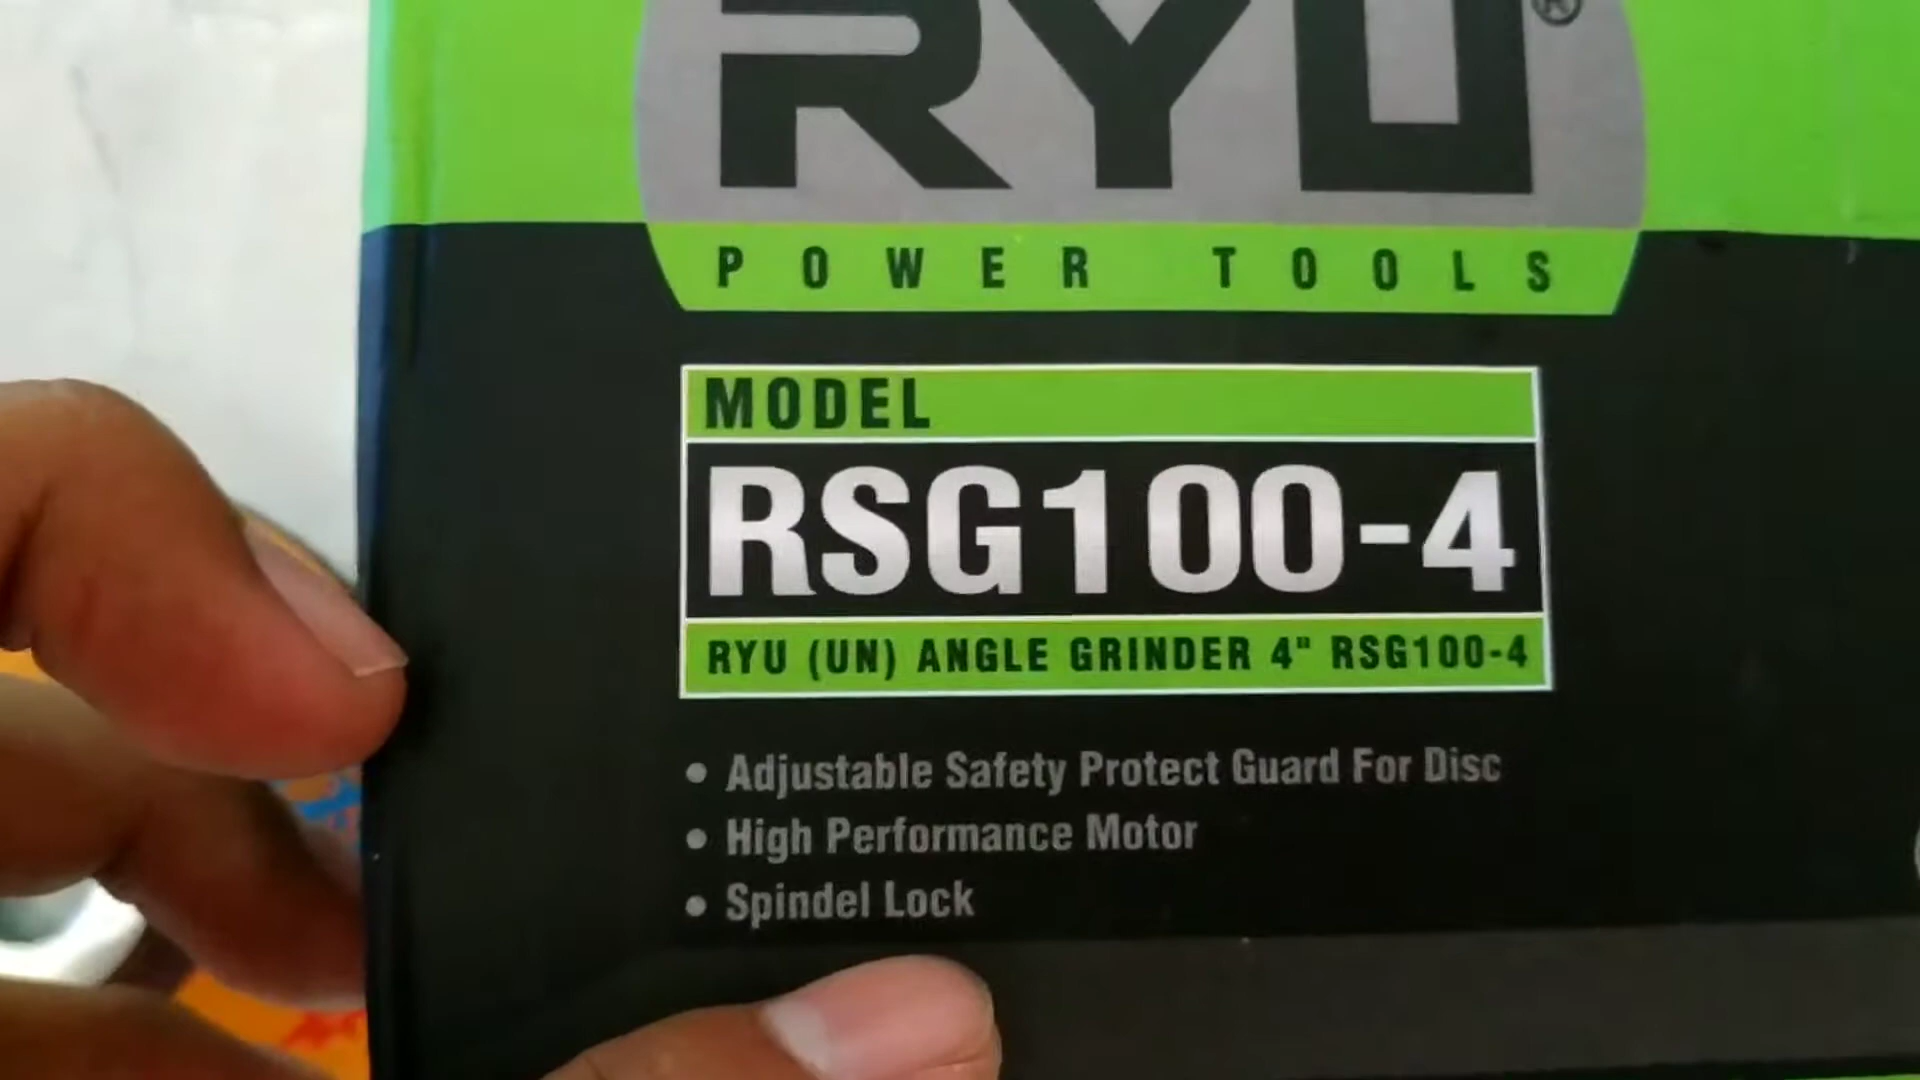 RYU®
POWER TOOLS
MODEL
RSG100-4
RYU (UN) ANGLE GRINDER 4" RSG100-4
• Adjustable Safety Protect Guard For Disc
• High Performance Motor
• Spindel Lock